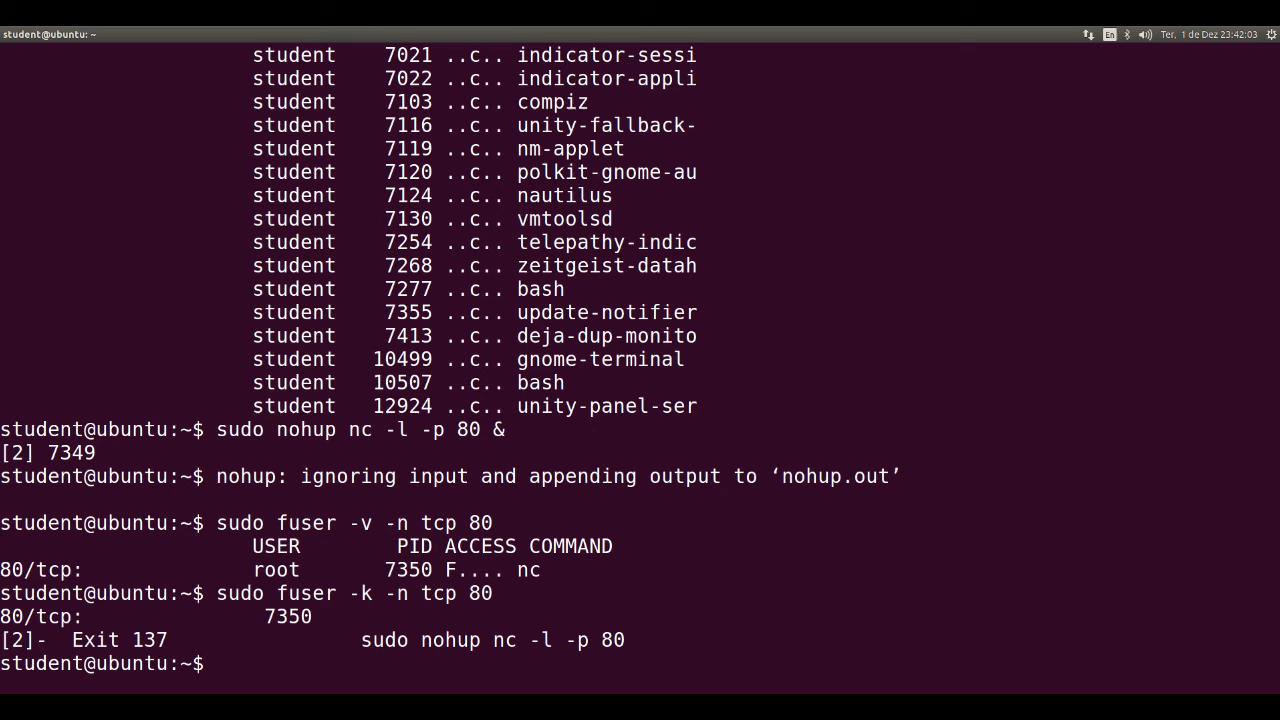 student@ubuntu: ~
En
Ter, 1 de Dez 23:42:03
student 7021 ..c.. indicator-sessi
student 7022 ..c.. indicator-appli
student 7103 ..c.. compiz
student 7116 ..c.. unity-fallback-
student 7119 ..c.. nm-applet
student 7120 ..c.. polkit-gnome-au
student 7124 ..c.. nautilus
student 7130 ..c.. vmtoolsd
student 7254 ..c.. telepathy-indic
student 7268 ..c.. zeitgeist-datah
student 7277 ..c.. bash
student 7355 ..c.. update-notifier
student 7413 ..c.. deja-dup-monito
student 10499 ..c.. gnome-terminal
student 10507 ..c.. bash
student 12924 ..c.. unity-panel-ser
student@ubuntu:~$ sudo nohup nc -l -p 80 &
[2] 7349
student@ubuntu:~$ nohup: ignoring input and appending output to ‘nohup.out’
student@ubuntu:~$ sudo fuser -v -n tcp 80
USER PID ACCESS COMMAND
80/tcp: root 7350 F.... nc
student@ubuntu:~$ sudo fuser -k -n tcp 80
80/tcp: 7350
[2]- Exit 137 sudo nohup nc -l -p 80
student@ubuntu:~$